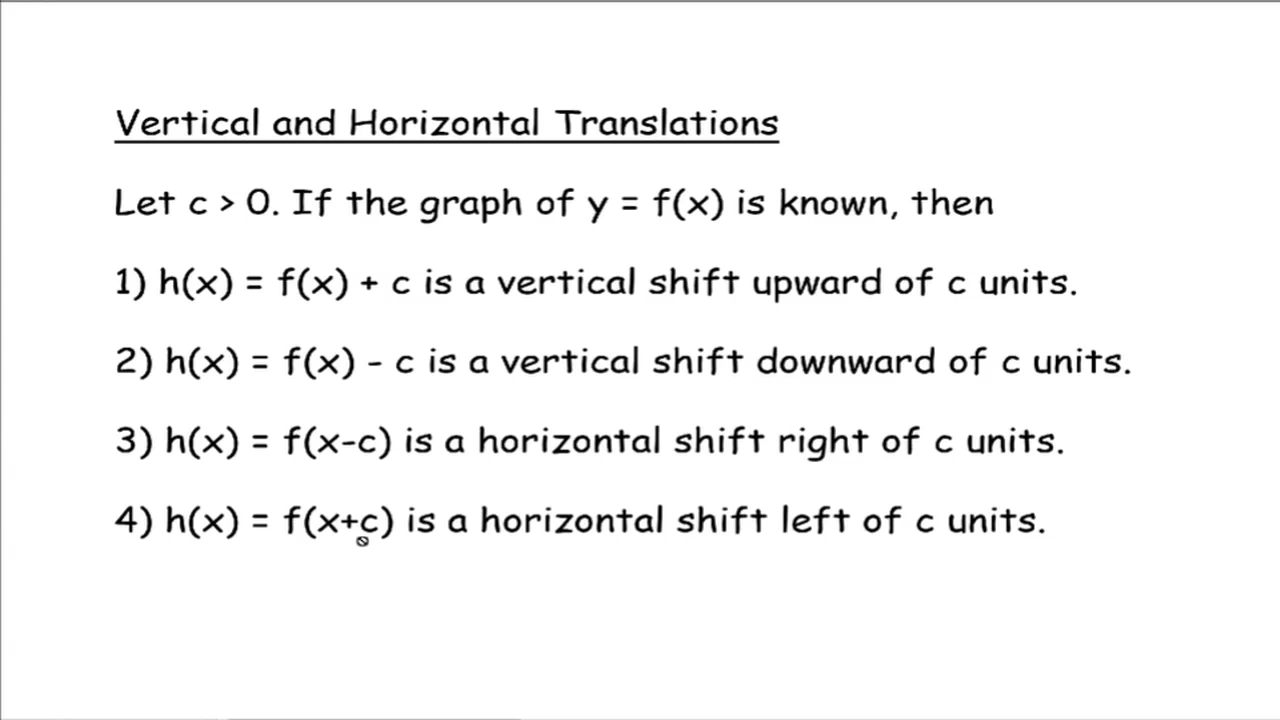 Vertical and Horizontal Translations
Let c > 0. If the graph of y = f(x) is known, then
1) h(x) = f(x) + c is a vertical shift upward of c units.
2) h(x) = f(x) - c is a vertical shift downward of c units.
3) h(x) = f(x-c) is a horizontal shift right of c units.
4) h(x) = f(x+c) is a horizontal shift left of c units.